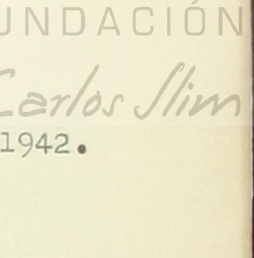 UNDACIÓN
Carlos Slim
1942.